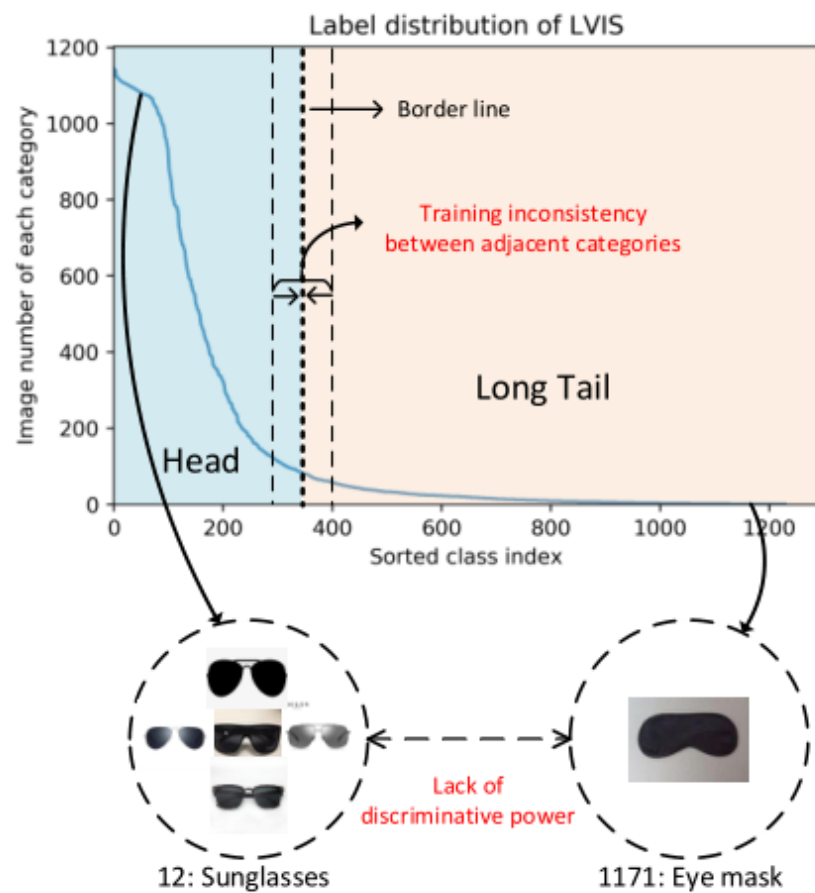 Label distribution of LVIS
Image number of each category
1200
1000
800
600
400
200
0
Border line
Training inconsistency
between adjacent categories
Long Tail
Head
0
200
400
600
800
1000
1200
Sorted class index
Lack of
discriminative power
12: Sunglasses
1171: Eye mask